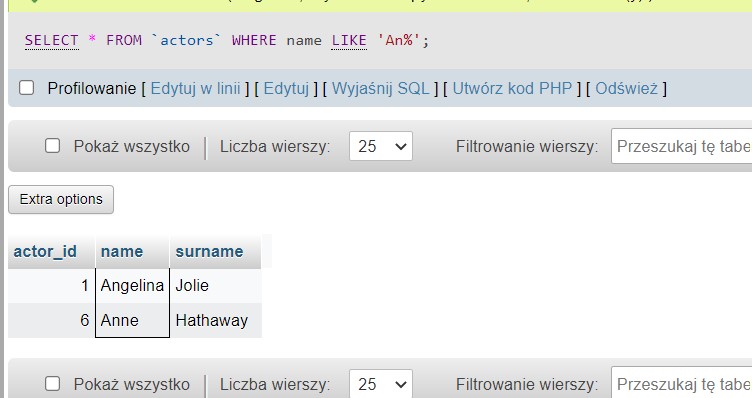 SELECT * FROM `actors` WHERE name LIKE 'An%';
Profilowanie [ Edytuj w linii ] [ Edytuj ] [ Wyjaśnij SQL ] [ Utwórz kod PHP ] [ Odśwież ]
Pokaż wszystko Liczba wierszy: 25 Filtrowanie wierszy: Przeszukaj tę tabe
Extra options
actor_id name surname
1 Angelina Jolie
6 Anne Hathaway
Pokaż wszystko Liczba wierszy: 25 Filtrowanie wierszy: Przeszukaj tę tabe